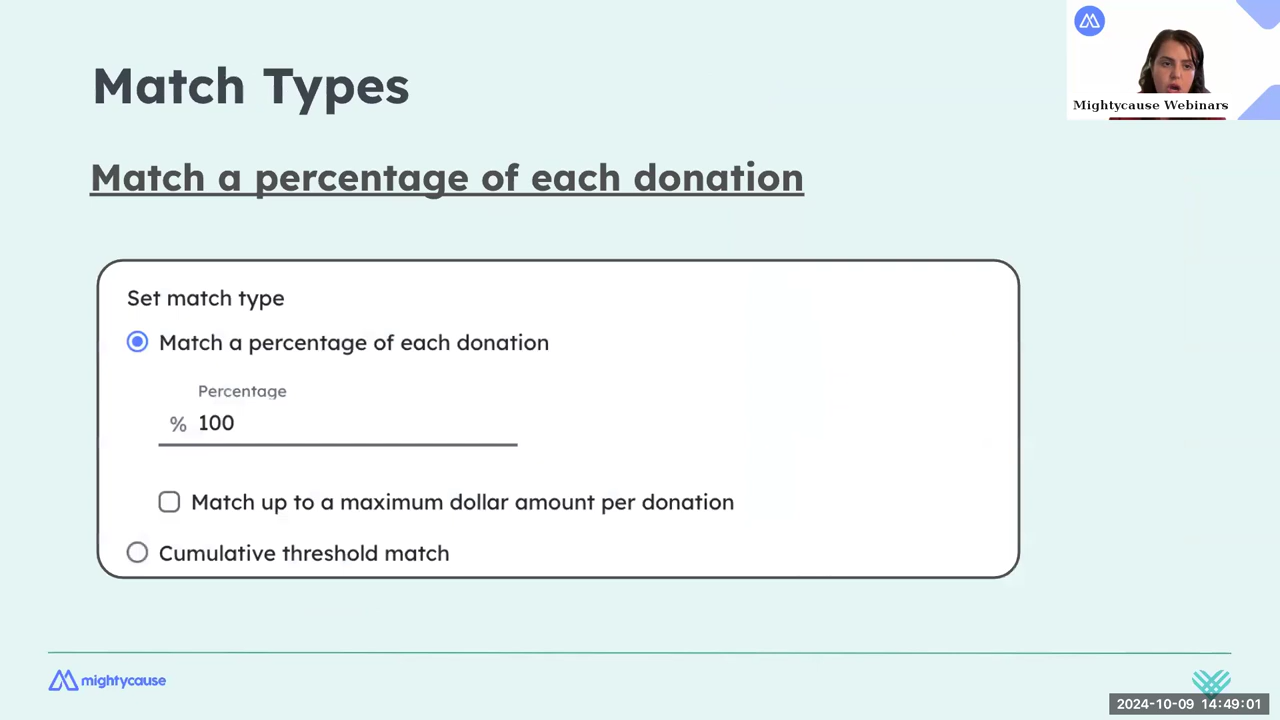 Match Types
Mightycause Webinars
Match a percentage of each donation
Set match type
Match a percentage of each donation
Percentage
% 100
Match up to a maximum dollar amount per donation
Cumulative threshold match
mightycause
2024-10-09 14:49:01